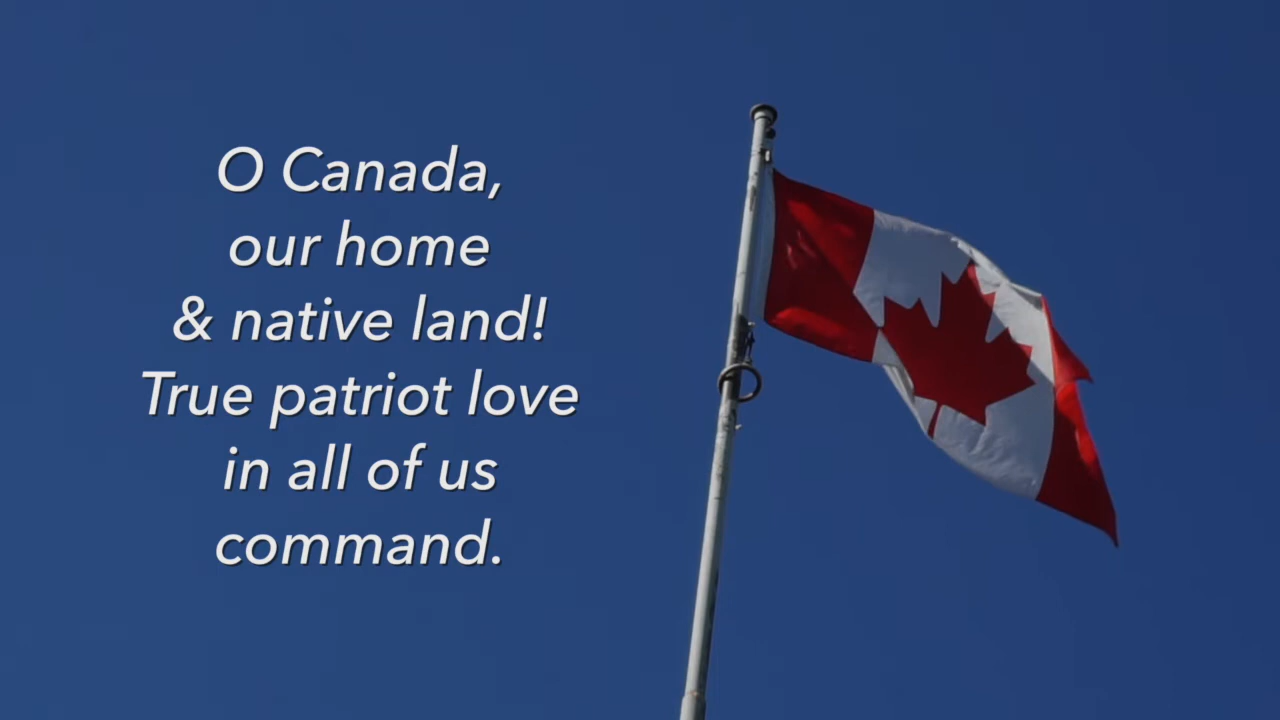 O Canada,
our home
& native land!
True patriot love
in all of us
command.